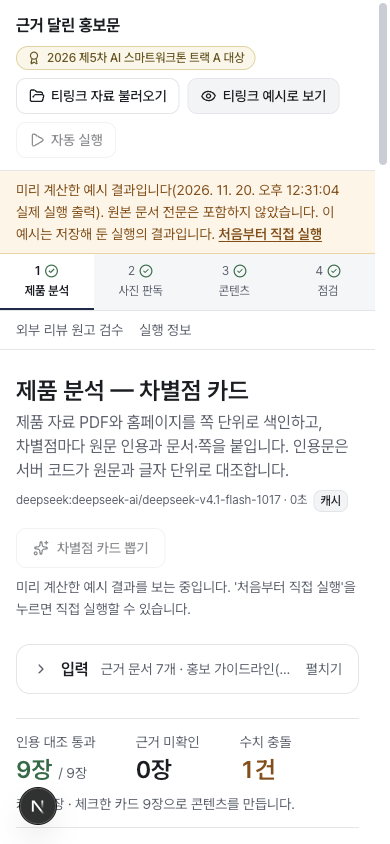 근거 달린 홍보문
2026 제5차 AI 스마트워크톤 트랙 A 대상
티링크 자료 불러오기
티링크 예시로 보기
자동 실행
미리 계산한 예시 결과입니다(2026. 11. 20. 오후 12:31:04
실제 실행 출력). 원본 문서 전문은 포함하지 않았습니다. 이
예시는 저장해 둔 실행의 결과입니다. 처음부터 직접 실행
1
제품 분석
2
사진 판독
3
콘텐츠
4
점검
외부 리뷰 원고 검수
실행 정보
제품 분석 — 차별점 카드
제품 자료 PDF와 홈페이지를 쪽 단위로 색인하고,
차별점마다 원문 인용과 문서·쪽을 붙입니다. 인용문은
서버 코드가 원문과 글자 단위로 대조합니다.
deepseek:deepseek-ai/deepseek-v4.1-flash-1017 · 0초 캐시
차별점 카드 뽑기
미리 계산한 예시 결과를 보는 중입니다. '처음부터 직접 실행'을
누르면 직접 실행할 수 있습니다.
입력 근거 문서 7개 · 홍보 가이드라인(... 펼치기
인용 대조 통과
9장 / 9장
근거 미확인
0장
수치 충돌
1건
장 · 체크한 카드 9장으로 콘텐츠를 만듭니다.
N